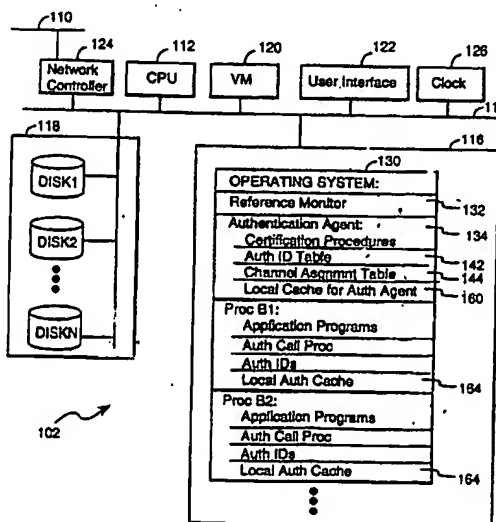 110
124
112
120
122
126
Network
Controller
CPU
VM
User Interface
Clock
118
116
DISK1
DISK2
DISKN
102
130
OPERATING SYSTEM:
Reference Monitor
132
Authentication Agent:
134
Certification Procedures
Auth ID Table
142
Channel Asgnmnt Table
144
Local Cache for Auth Agent
160
Proc B1:
Application Programs
Auth Call Proc
Auth IDs
Local Auth Cache
164
Proc B2:
Application Programs
Auth Call Proc
Auth IDs
Local Auth Cache
164